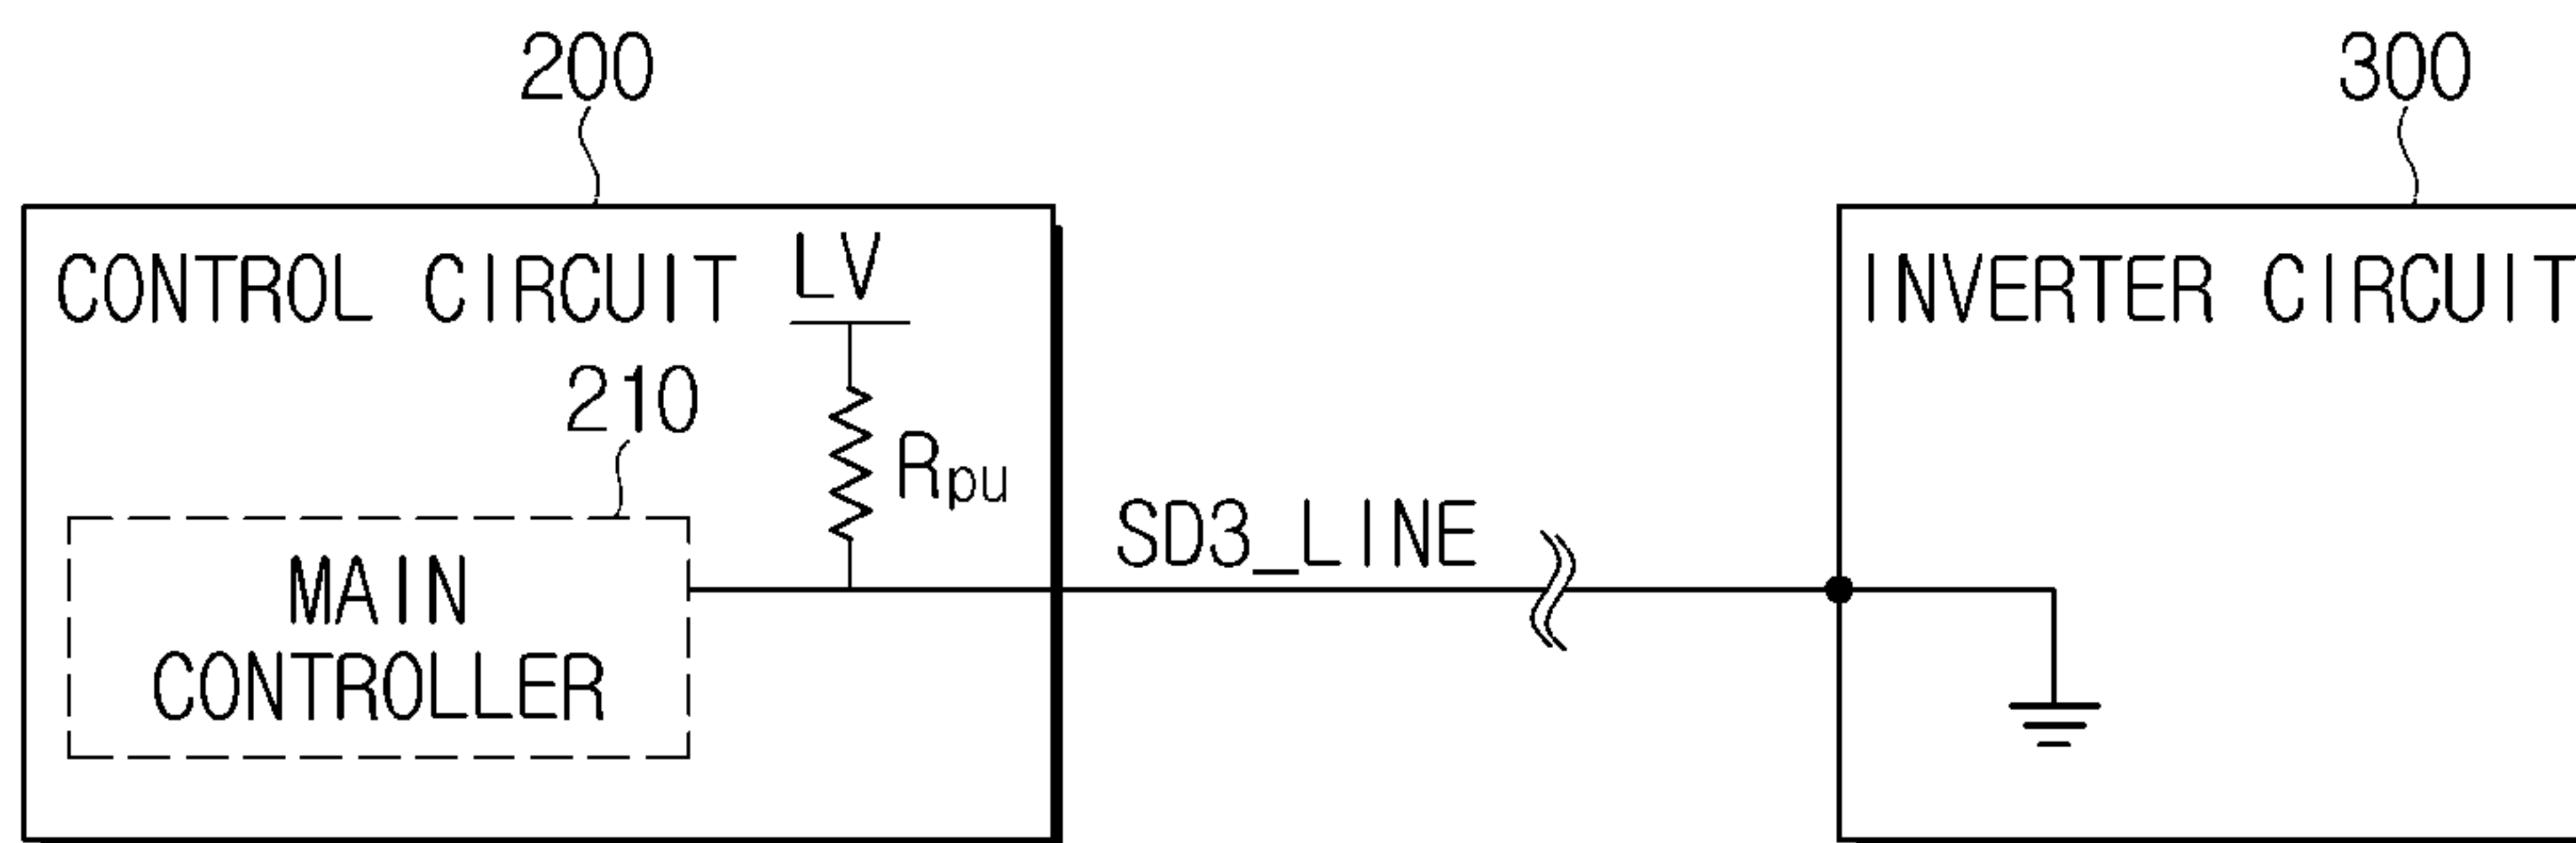 200
300
CONTROL CIRCUIT
LV
INVERTER CIRCUIT
210
Rpu
SD3_LINE
MAIN
CONTROLLER